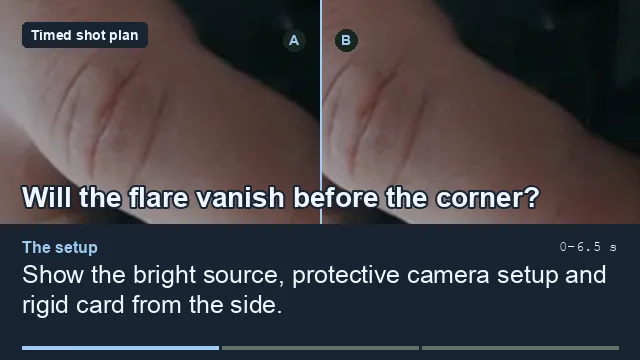 Timed shot plan
A
B
Will the flare vanish before the corner?
The setup
0–6.5 s
Show the bright source, protective camera setup and
rigid card from the side.